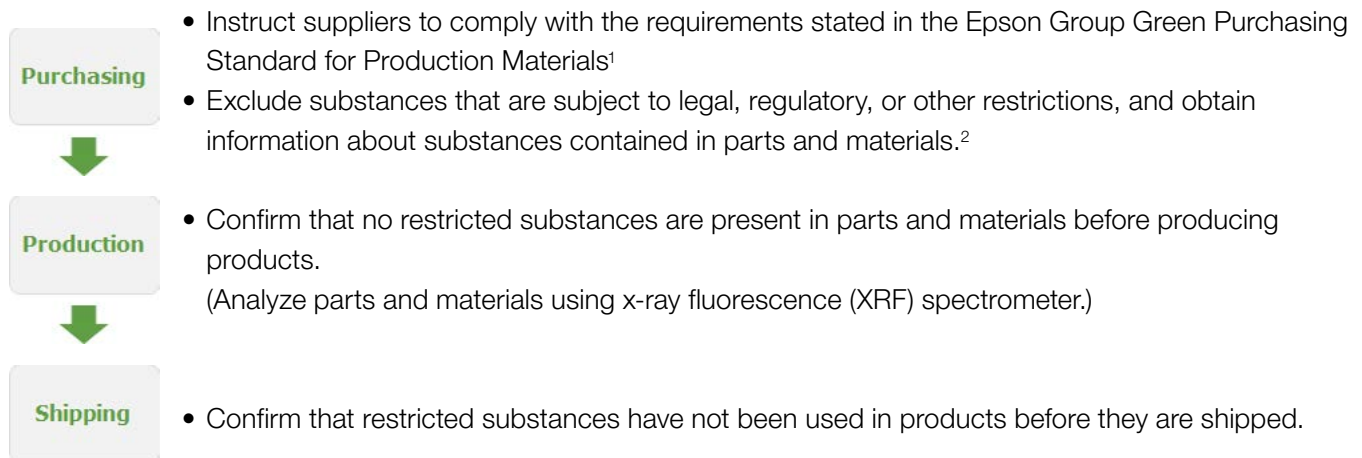 Purchasing
• Instruct suppliers to comply with the requirements stated in the Epson Group Green Purchasing
Standard for Production Materials¹
• Exclude substances that are subject to legal, regulatory, or other restrictions, and obtain
information about substances contained in parts and materials.²
Production
• Confirm that no restricted substances are present in parts and materials before producing
products.
(Analyze parts and materials using x-ray fluorescence (XRF) spectrometer.)
Shipping
• Confirm that restricted substances have not been used in products before they are shipped.